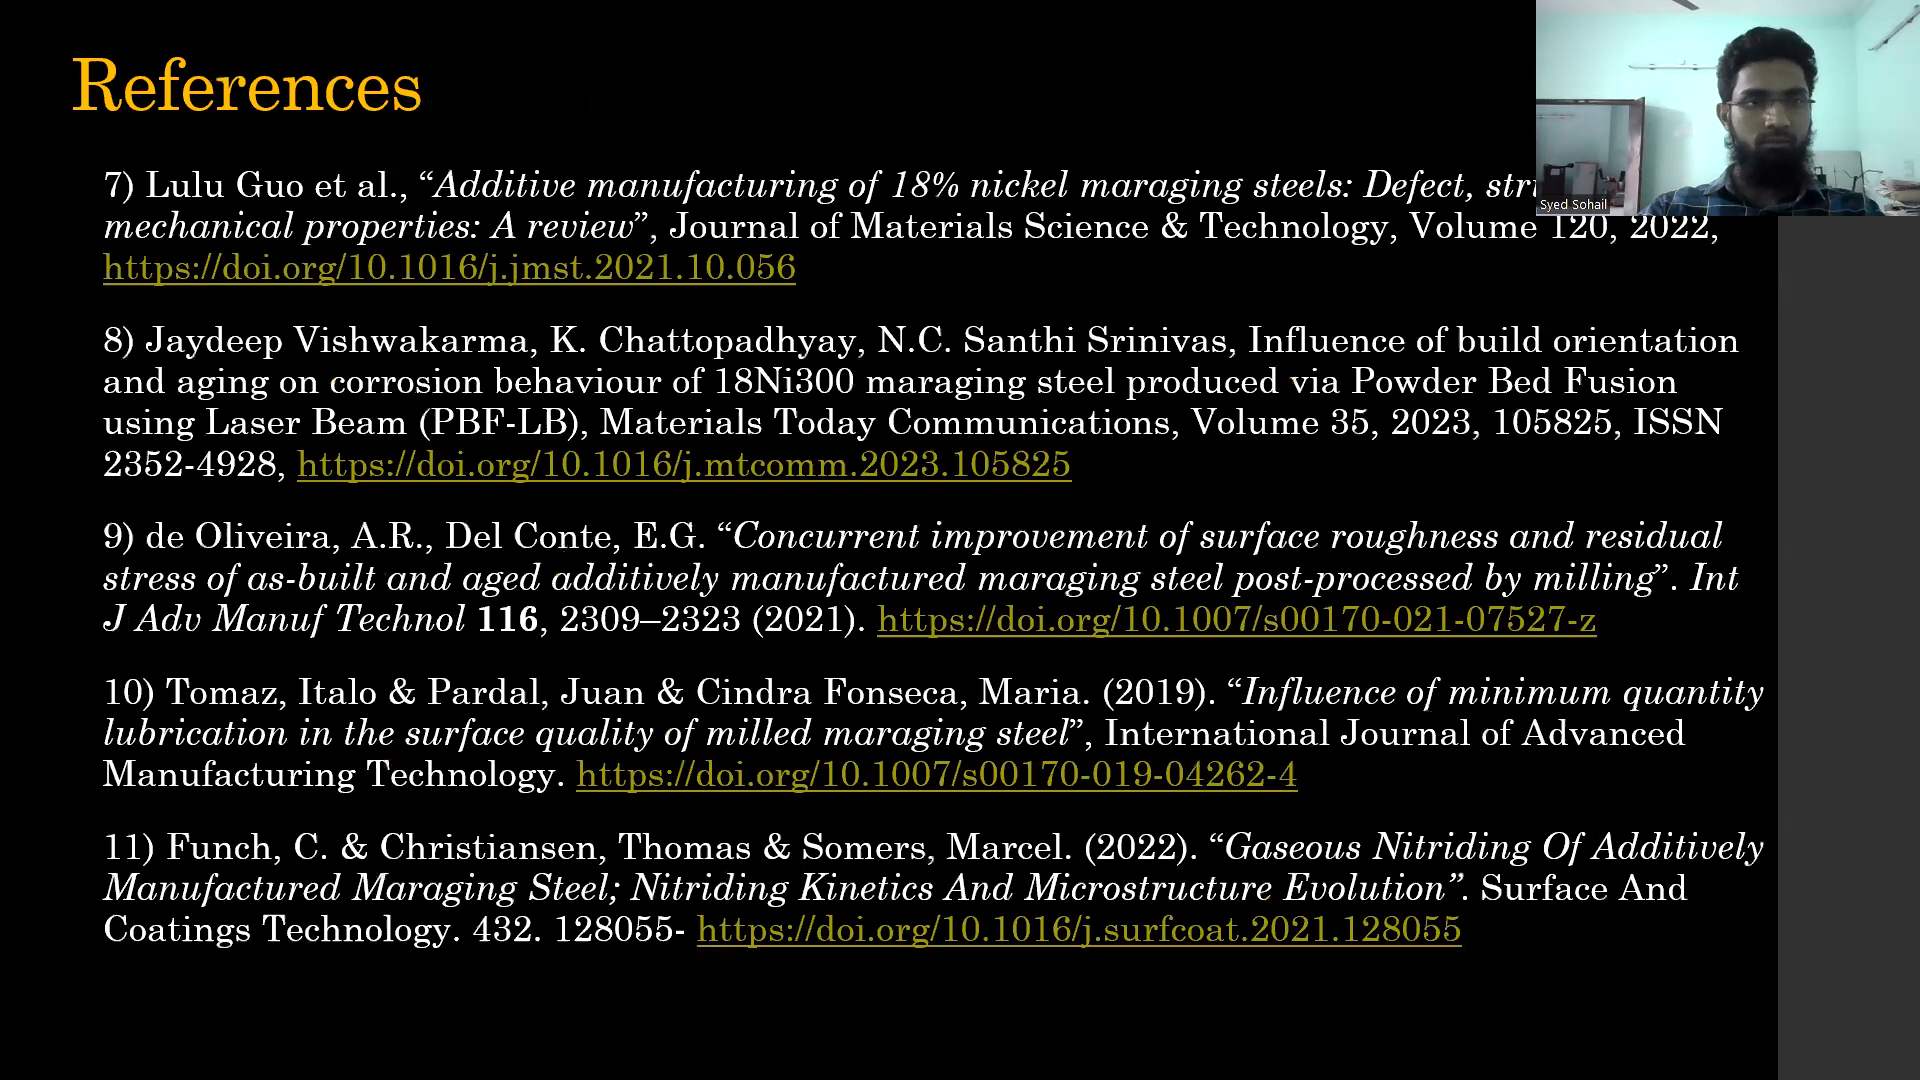 References
7) Lulu Guo et al., “Additive manufacturing of 18% nickel maraging steels: Defect,
mechanical properties: A review”, Journal of Materials Science & Technology, Volume 120, 2022,
https://doi.org/10.1016/j.jmst.2021.10.056
8) Jaydeep Vishwakarma, K. Chattopadhyay, N.C. Santhi Srinivas, Influence of build orientation
and aging on corrosion behaviour of 18Ni300 maraging steel produced via Powder Bed Fusion
using Laser Beam (PBF-LB), Materials Today Communications, Volume 35, 2023, 105825, ISSN
2352-4928, https://doi.org/10.1016/j.mtcomm.2023.105825
9) de Oliveira, A.R., Del Conte, E.G. “Concurrent improvement of surface roughness and residual
stress of as-built and aged additively manufactured maraging steel post-processed by milling”. Int
J Adv Manuf Technol 116, 2309–2323 (2021). https://doi.org/10.1007/s00170-021-07527-z
10) Tomaz, Italo & Pardal, Juan & Cindra Fonseca, Maria. (2019). “Influence of minimum quantity
lubrication in the surface quality of milled maraging steel”, International Journal of Advanced
Manufacturing Technology. https://doi.org/10.1007/s00170-019-04262-4
11) Funch, C. & Christiansen, Thomas & Somers, Marcel. (2022). “Gaseous Nitriding Of Additively
Manufactured Maraging Steel; Nitriding Kinetics And Microstructure Evolution”. Surface And
Coatings Technology. 432. 128055- https://doi.org/10.1016/j.surfcoat.2021.128055
Syed Sohail